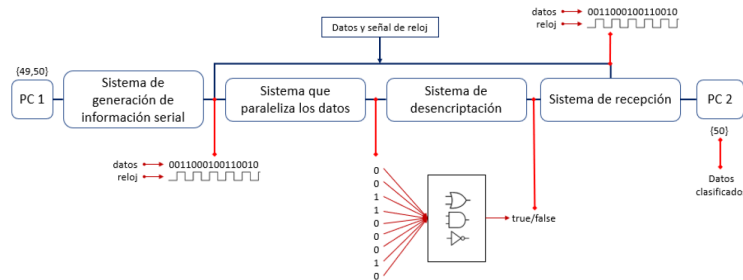 datos
0011000100110010
reloj
Datos y señal de reloj
{49,50}
PC 1
Sistema de
generación de
información serial
Sistema que
paraleliza los datos
Sistema de
desencriptación
Sistema de recepción
PC 2
{50}
Datos
clasificados
datos
0011000100110010
reloj
0
0
1
1
0
0
0
1
0
true/false